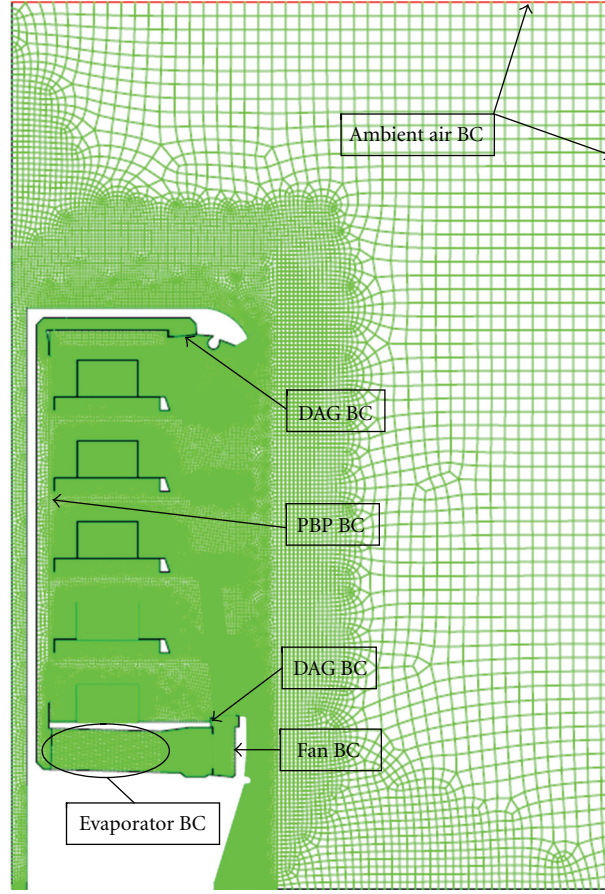 Ambient air BC
DAG BC
PBP BC
DAG BC
Fan BC
Evaporator BC